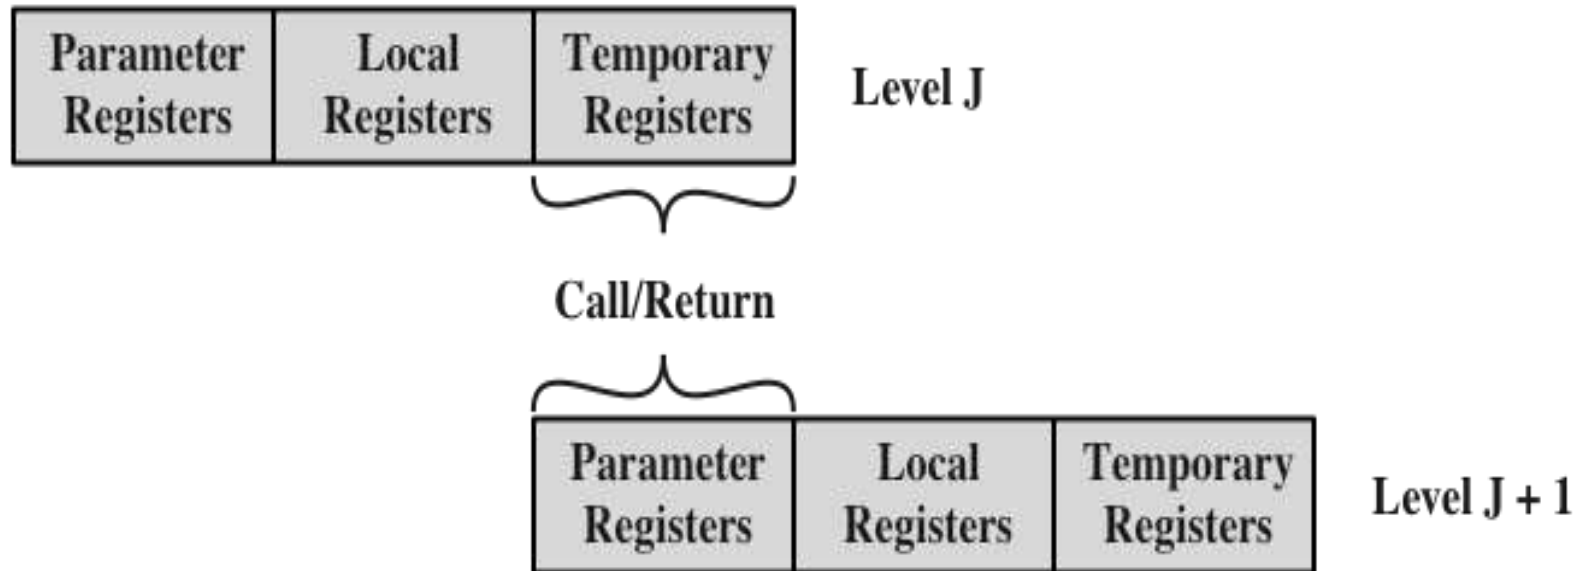 Parameter
Registers
Local
Registers
Temporary
Registers
Level J
Call/Return
Parameter
Registers
Local
Registers
Temporary
Registers
Level J + 1